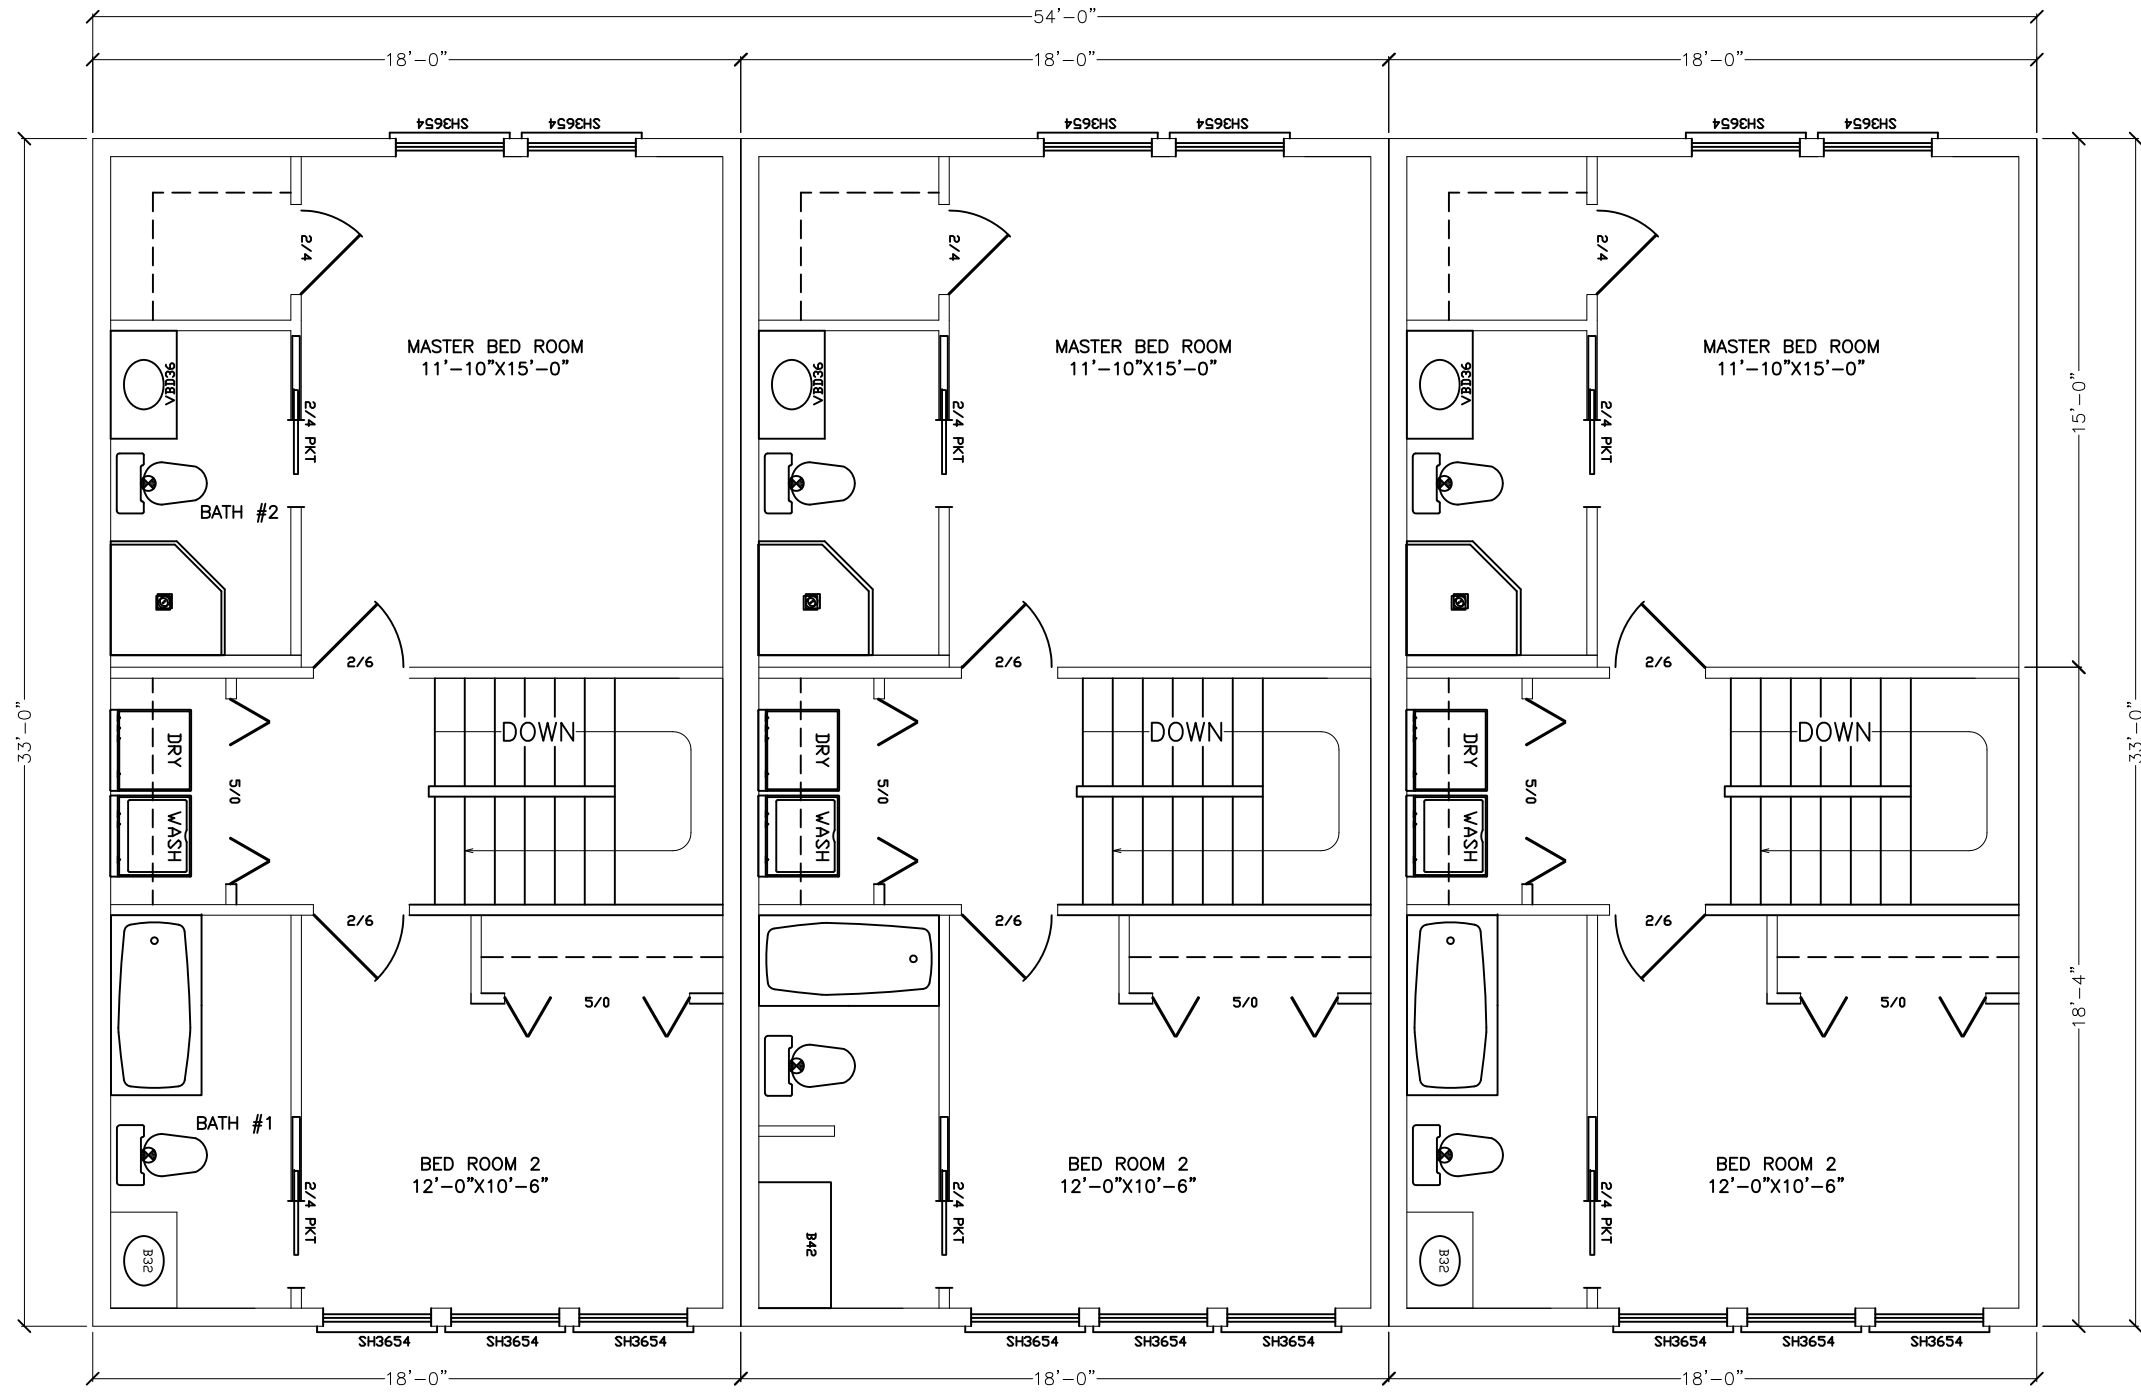 54'-0"
18'-0" 18'-0" 18'-0"
SH3654 SH3654 SH3654 SH3654 SH3654 SH3654
2/4 2/4 2/4
MASTER BED ROOM MASTER BED ROOM MASTER BED ROOM
11'-10"X15'-0" 11'-10"X15'-0" 11'-10"X15'-0"
VBD36 VBD36 VBD36
15'-0"
2/4 PKT 2/4 PKT 2/4 PKT
BATH #2
2/6 2/6 2/6
33'-0" 33'-0"
DOWN DOWN DOWN
DRY DRY DRY
5/0 5/0 5/0
WASH WASH WASH
2/6 2/6 2/6
5/0 5/0 5/0
18'-4"
BATH #1
BED ROOM 2 BED ROOM 2 BED ROOM 2
12'-0"X10'-6" 12'-0"X10'-6" 12'-0"X10'-6"
2/4 PKT 2/4 PKT 2/4 PKT
B32 B42 B32
SH3654 SH3654 SH3654 SH3654 SH3654 SH3654 SH3654 SH3654 SH3654
18'-0" 18'-0" 18'-0"